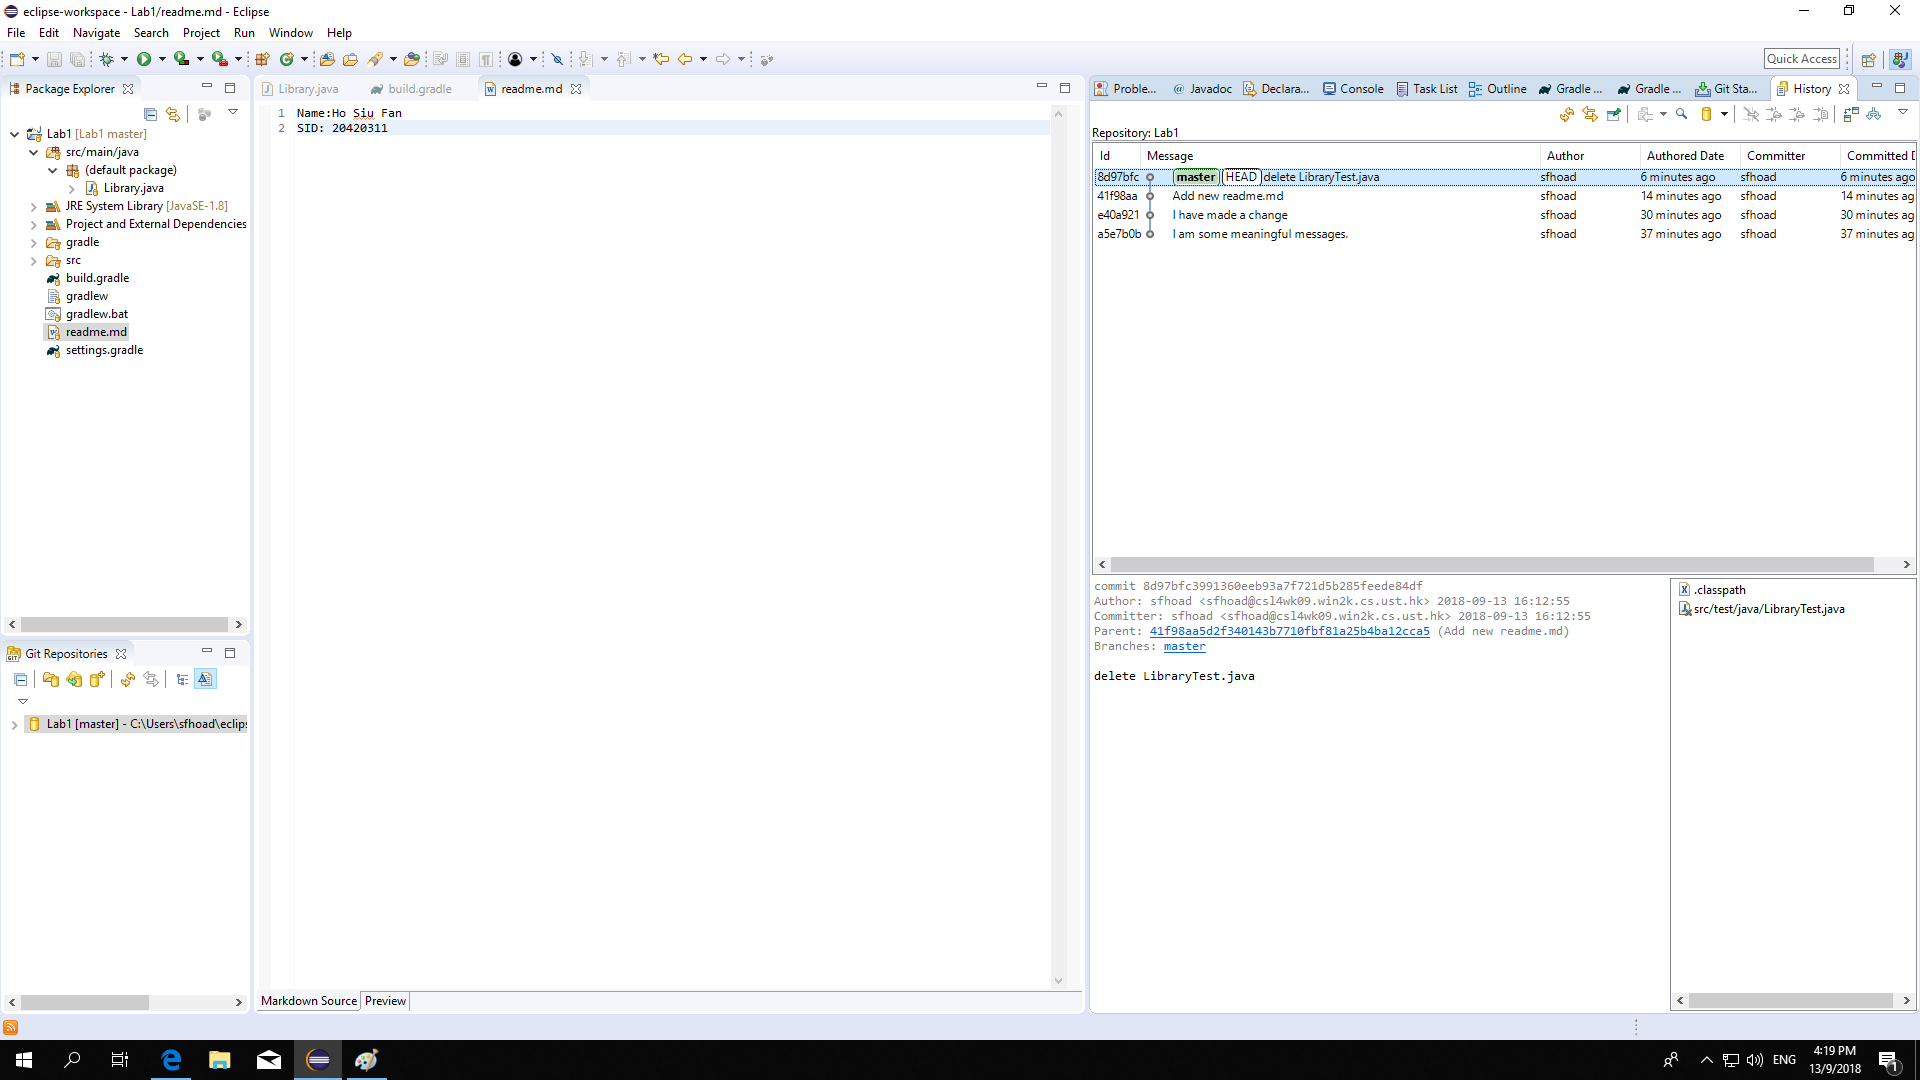 eclipse-workspace - Lab1/readme.md - Eclipse
File Edit Navigate Search Project Run Window Help
Quick Access
Package Explorer
Lab1 [Lab1 master]
src/main/java
(default package)
Library.java
JRE System Library [JavaSE-1.8]
Project and External Dependencies
gradle
src
build.gradle
gradlew
gradlew.bat
readme.md
settings.gradle
Git Repositories
Lab1 [master] - C:\Users\sfhoad\eclips
Library.java build.gradle readme.md
1 Name:Ho Siu Fan
2 SID: 20420311
Markdown Source Preview
Proble... @ Javadoc Declara... Console Task List Outline Gradle ... Gradle ... Git Sta... History
Repository: Lab1
Id Message Author Authored Date Committer Committed D
8d97bfc master HEAD delete LibraryTest.java sfhoad 6 minutes ago sfhoad 6 minutes ago
41f98aa Add new readme.md sfhoad 14 minutes ago sfhoad 14 minutes ag
e40a921 I have made a change sfhoad 30 minutes ago sfhoad 30 minutes ag
a5e7b0b I am some meaningful messages. sfhoad 37 minutes ago sfhoad 37 minutes ag
commit 8d97bfc3991360eeb93a7f721d5b285feede84df
Author: sfhoad <sfhoad@csl4wk09.win2k.cs.ust.hk> 2018-09-13 16:12:55
Committer: sfhoad <sfhoad@csl4wk09.win2k.cs.ust.hk> 2018-09-13 16:12:55
Parent: 41f98aa5d2f340143b7710fbf81a25b4ba12cca5 (Add new readme.md)
Branches: master
delete LibraryTest.java
.classpath
src/test/java/LibraryTest.java
ENG
4:19 PM
13/9/2018
1